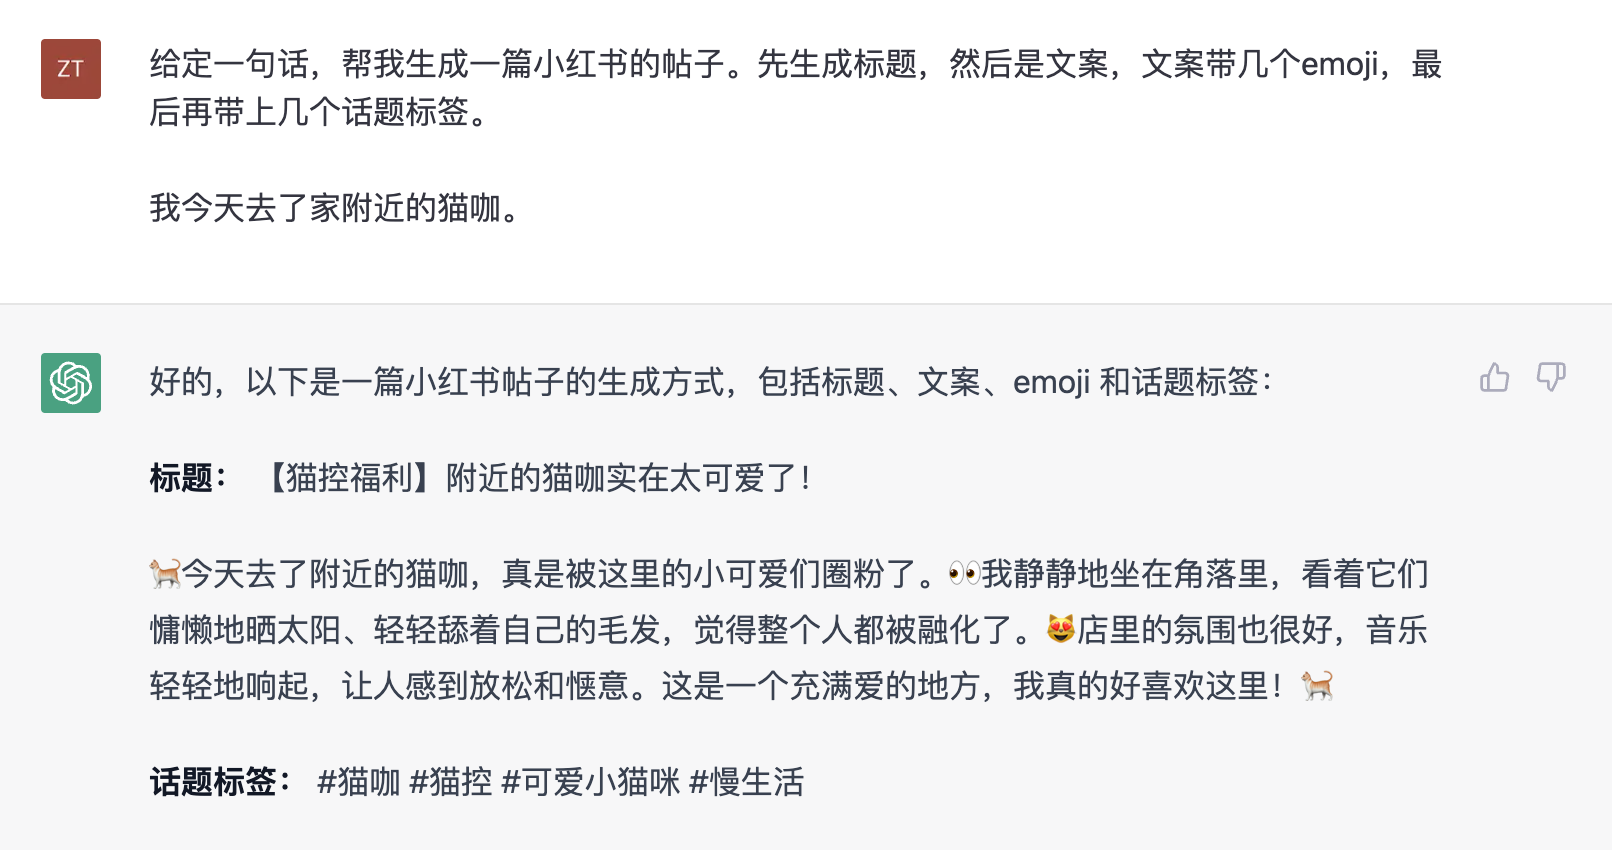 ZT
给定一句话，帮我生成一篇小红书的帖子。先生成标题，然后是文案，文案带几个emoji，最
后再带上几个话题标签。
我今天去了家附近的猫咖。
好的，以下是一篇小红书帖子的生成方式，包括标题、文案、emoji 和话题标签：
标题： 【猫控福利】附近的猫咖实在太可爱了！
🐈今天去了附近的猫咖，真是被这里的小可爱们圈粉了。👀我静静地坐在角落里，看着它们
慵懒地晒太阳、轻轻舔着自己的毛发，觉得整个人都被融化了。😻店里的氛围也很好，音乐
轻轻地响起，让人感到放松和惬意。这是一个充满爱的地方，我真的好喜欢这里！🐈
话题标签： #猫咖 #猫控 #可爱小猫咪 #慢生活